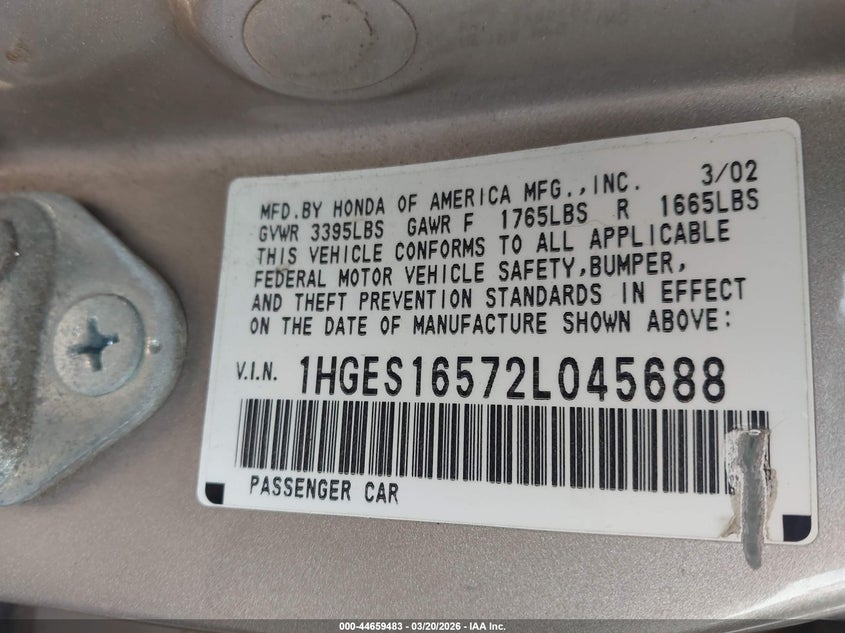 MFD.BY HONDA OF AMERICA MFG.,INC. 3/02
GVWR 3395LBS GAWR F 1765LBS R 1665LBS
THIS VEHICLE CONFORMS TO ALL APPLICABLE
FEDERAL MOTOR VEHICLE SAFETY,BUMPER,
AND THEFT PREVENTION STANDARDS IN EFFECT
ON THE DATE OF MANUFACTURE SHOWN ABOVE:
V.I.N. 1HGES16572L045688
PASSENGER CAR
000-44659483 - 03/20/2026 - IAA Inc.